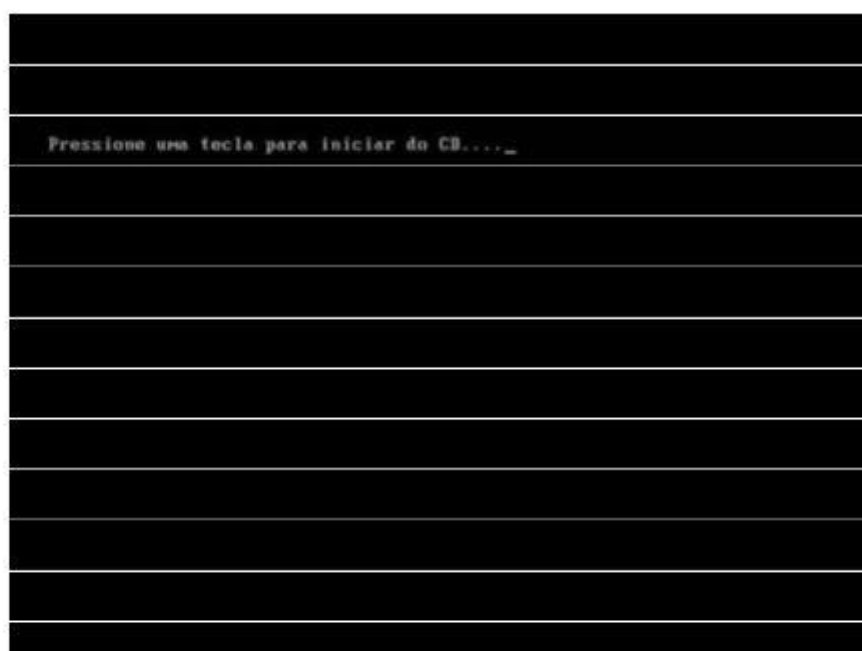 Pressione uma tecla para iniciar do CD...._